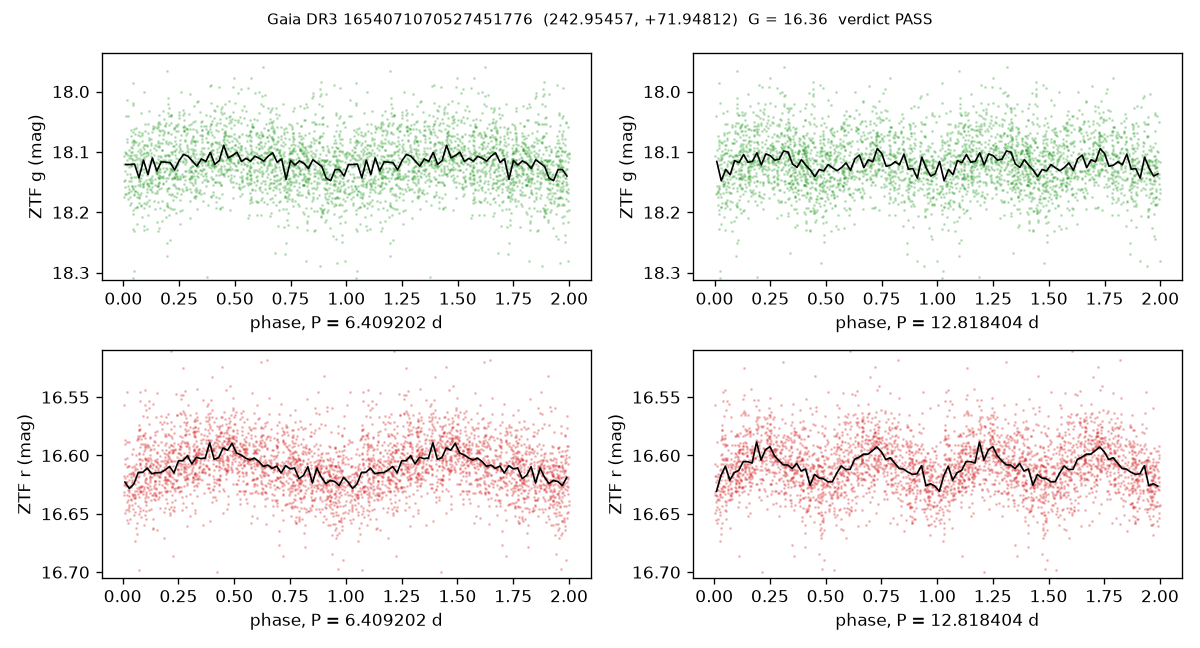 Gaia DR3 1654071070527451776  (242.95457, +71.94812)  G = 16.36  verdict PASS
ZTF g (mag)
18.0
18.1
18.2
18.3
0.00 0.25 0.50 0.75 1.00 1.25 1.50 1.75 2.00
phase, P = 6.409202 d
ZTF g (mag)
18.0
18.1
18.2
18.3
0.00 0.25 0.50 0.75 1.00 1.25 1.50 1.75 2.00
phase, P = 12.818404 d
ZTF r (mag)
16.55
16.60
16.65
16.70
0.00 0.25 0.50 0.75 1.00 1.25 1.50 1.75 2.00
phase, P = 6.409202 d
ZTF r (mag)
16.55
16.60
16.65
16.70
0.00 0.25 0.50 0.75 1.00 1.25 1.50 1.75 2.00
phase, P = 12.818404 d